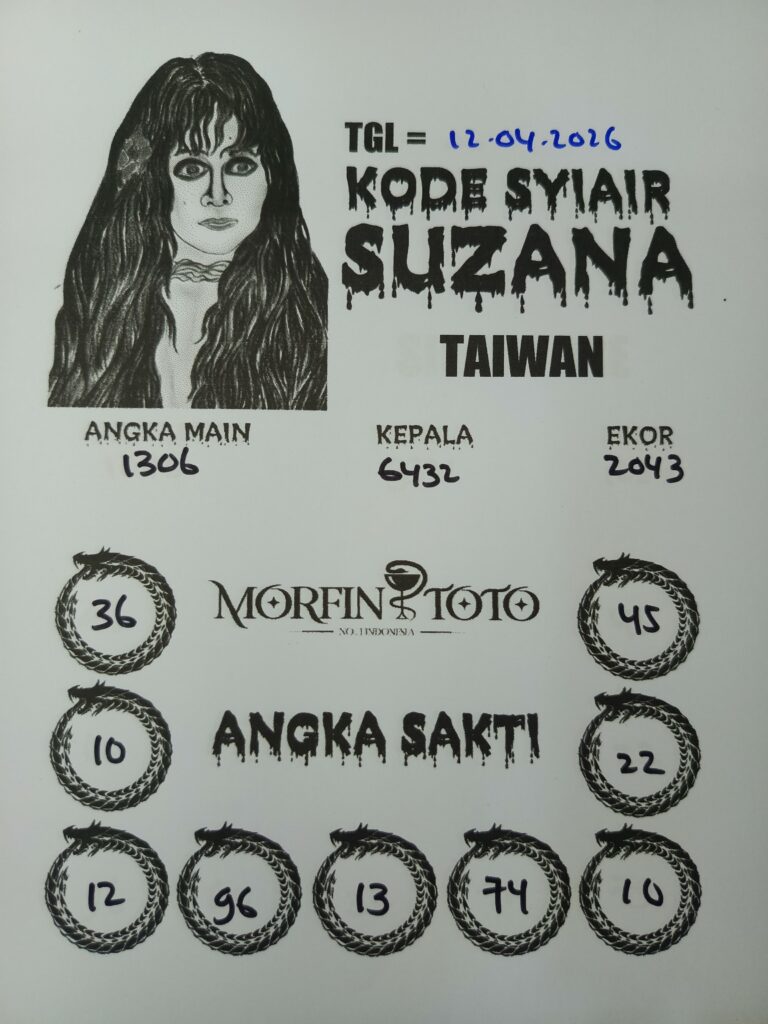 TGL = 12.04.2026
KODE SYIAIR
SUZANA
TAIWAN
ANGKA MAIN KEPALA EKOR
1306 6432 2043
36 MORFIN TOTO 45
NO.1 INDONESIA
10 ANGKA SAKTI 22
12 96 13 74 10